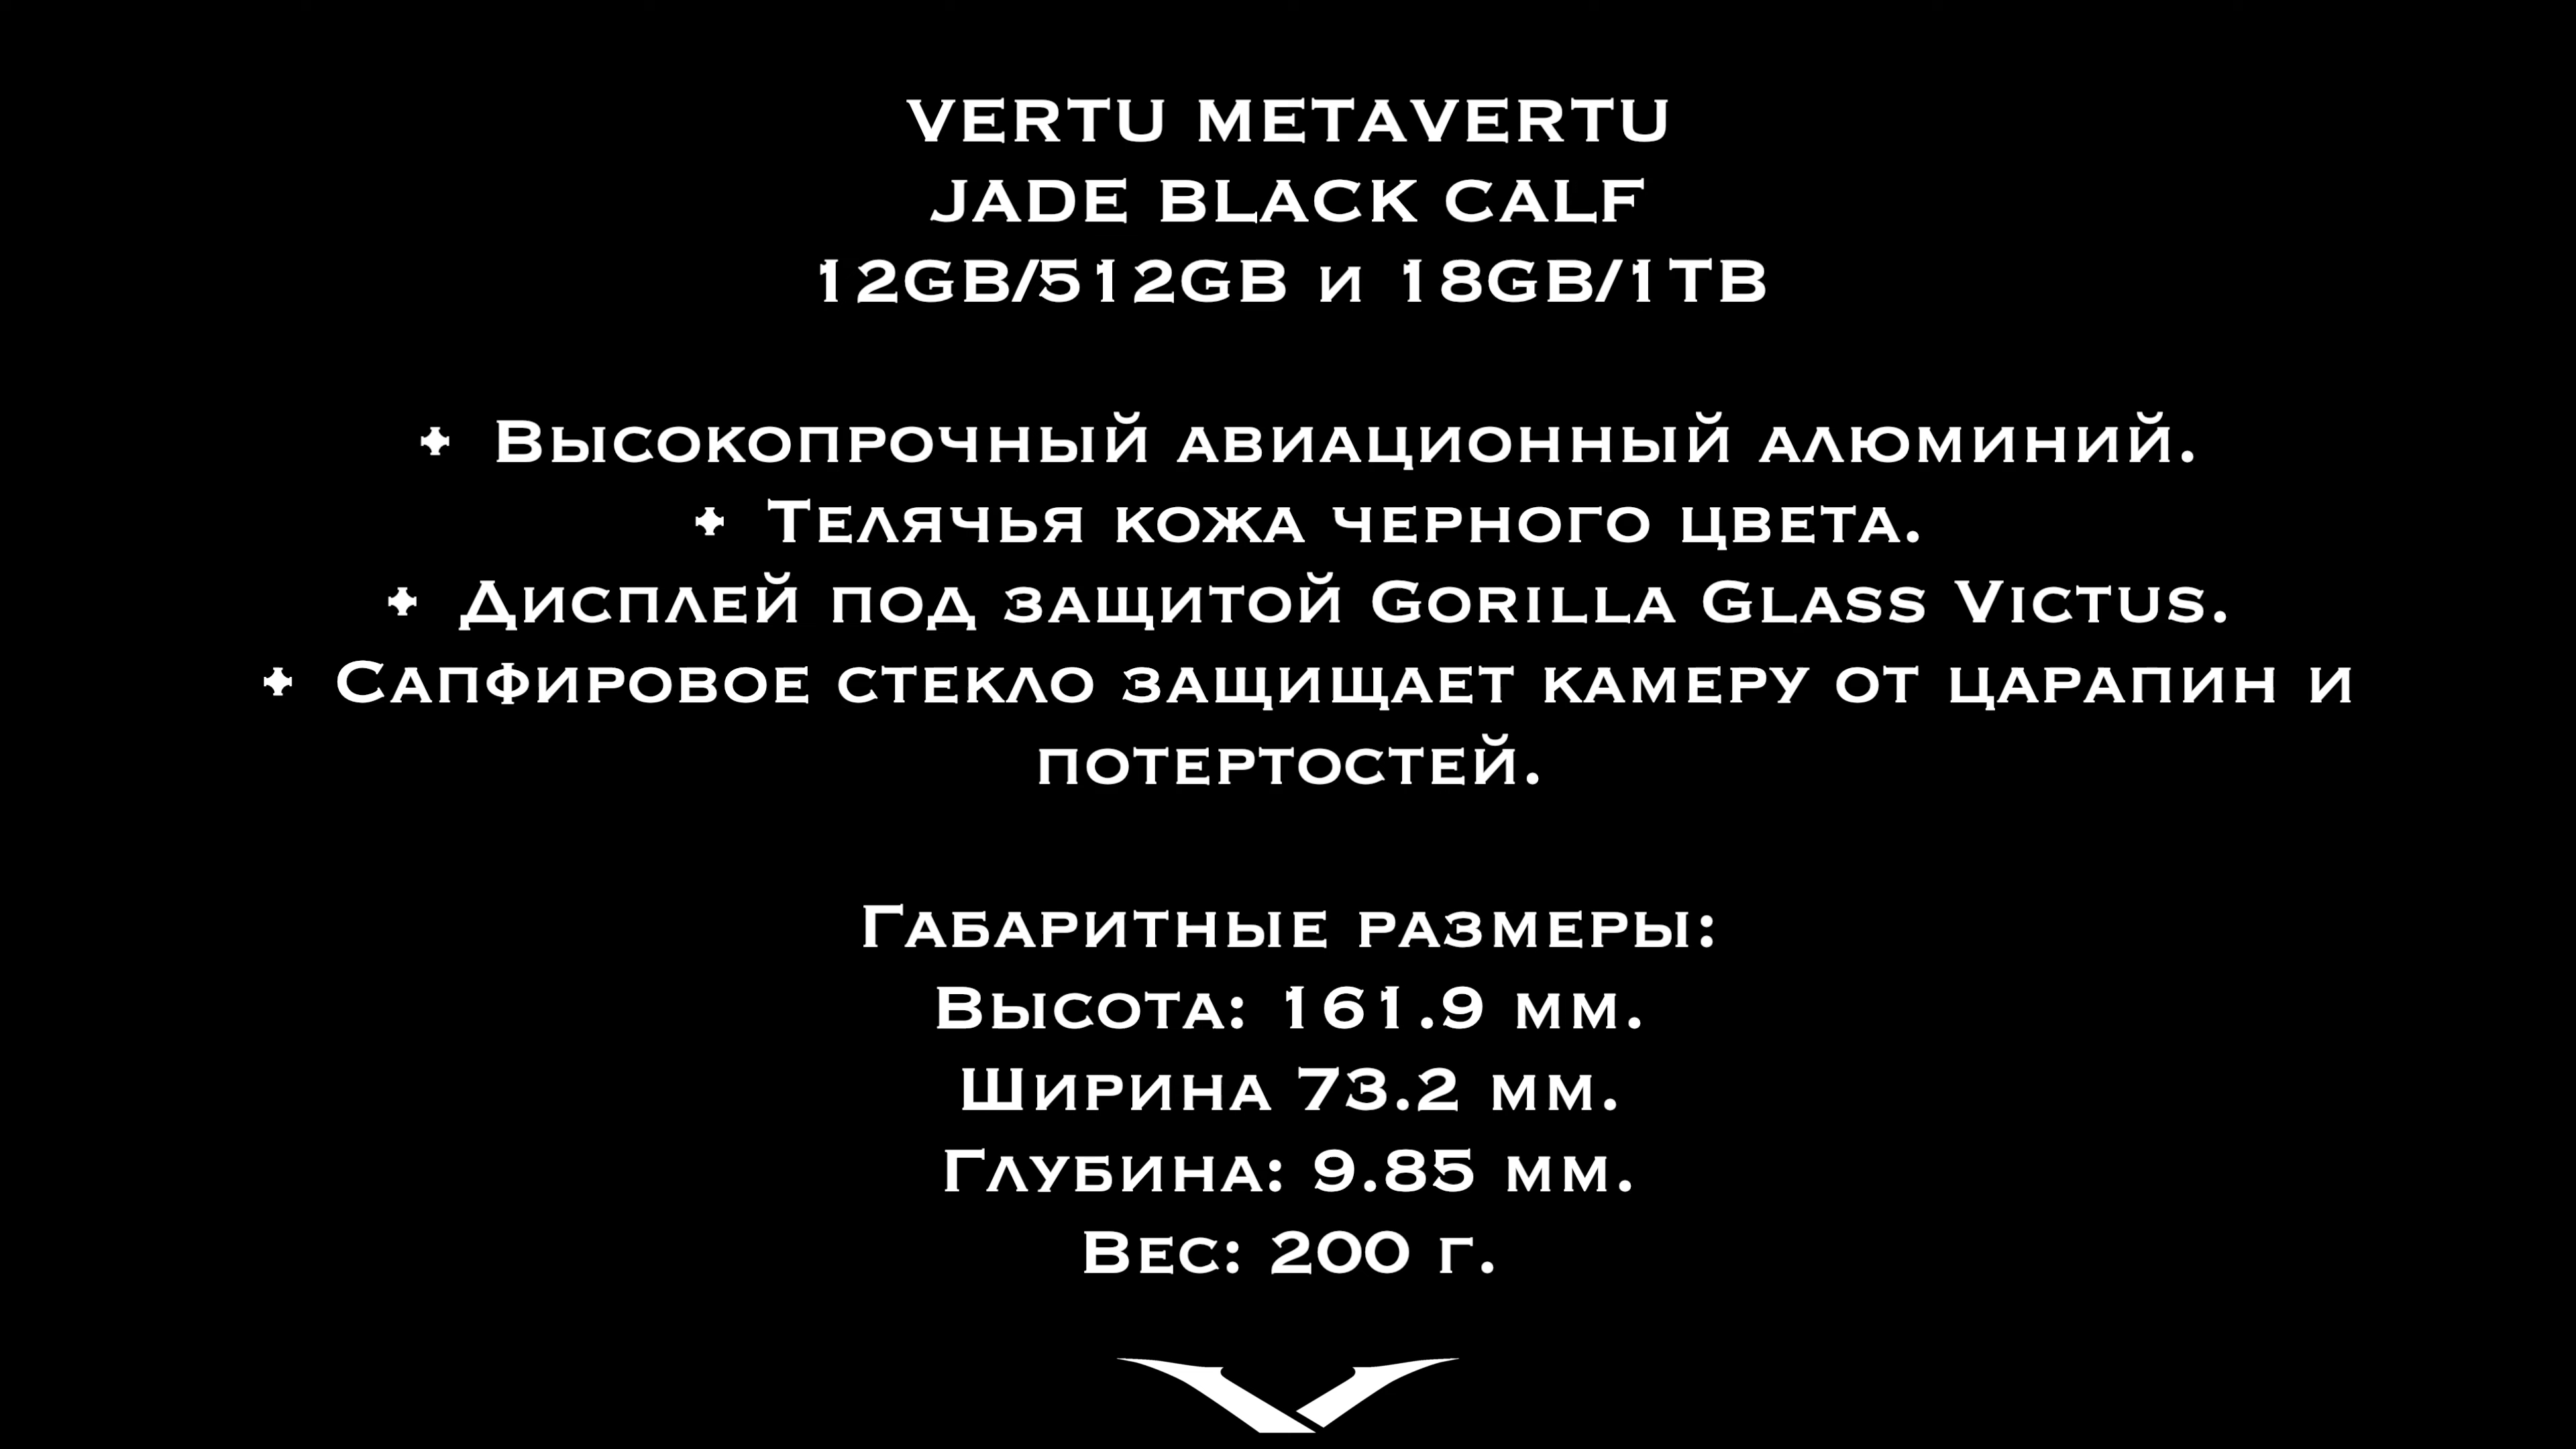 VERTU METAVERTU
JADE BLACK CALF
12GB/512GB и 18GB/1TB
• Высокопрочный авиационный алюминий.
• Телячья кожа черного цвета.
• Дисплей под защитой Gorilla Glass Victus.
• Сапфировое стекло защищает камеру от царапин и
потертостей.
Габаритные размеры:
Высота: 161.9 мм.
Ширина 73.2 мм.
Глубина: 9.85 мм.
Вес: 200 г.